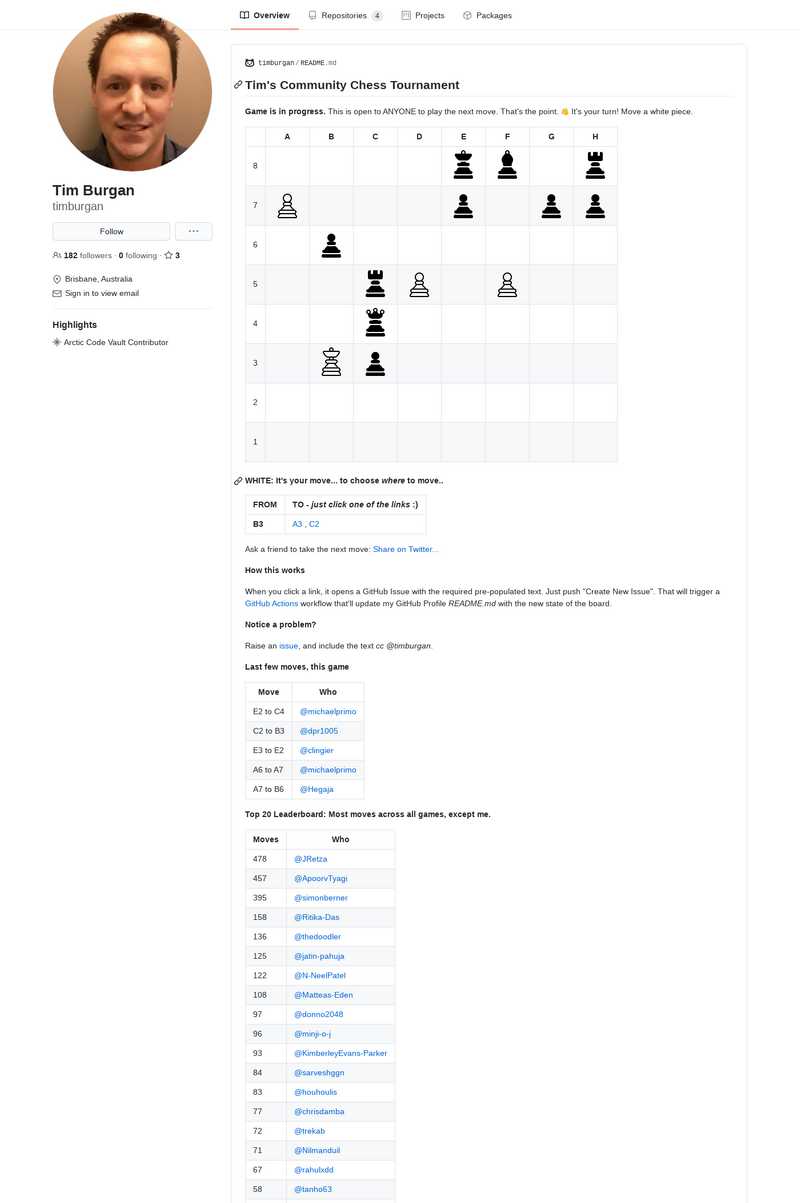 Overview Repositories 4 Projects Packages
Tim Burgan
timburgan
Follow ...
182 followers · 0 following · 3
Brisbane, Australia
Sign in to view email
Highlights
Arctic Code Vault Contributor
timburgan/README.md
Tim's Community Chess Tournament
Game is in progress. This is open to ANYONE to play the next move. That's the point. 👋 It's your turn! Move a white piece.
A B C D E F G H
8
7
6
5
4
3
2
1
WHITE: It's your move... to choose where to move..
FROM TO - just click one of the links :)
B3 A3 , C2
Ask a friend to take the next move: Share on Twitter...
How this works
When you click a link, it opens a GitHub Issue with the required pre-populated text. Just push "Create New Issue". That will trigger a
GitHub Actions workflow that'll update my GitHub Profile README.md with the new state of the board.
Notice a problem?
Raise an issue, and include the text cc @timburgan.
Last few moves, this game
Move Who
E2 to C4 @michaelprimo
C2 to B3 @dpr1005
E3 to E2 @clingier
A6 to A7 @michaelprimo
A7 to B6 @Hegaja
Top 20 Leaderboard: Most moves across all games, except me.
Moves Who
478 @JRetza
457 @ApoorvTyagi
395 @simonberner
158 @Ritika-Das
136 @thedoodler
125 @jatin-pahuja
122 @N-NeelPatel
108 @Matteas-Eden
97 @donno2048
96 @minji-o-j
93 @KimberleyEvans-Parker
84 @sarveshggn
83 @houhoulis
77 @chrisdamba
72 @trekab
71 @Nilmanduil
67 @rahulxdd
58 @tanho63